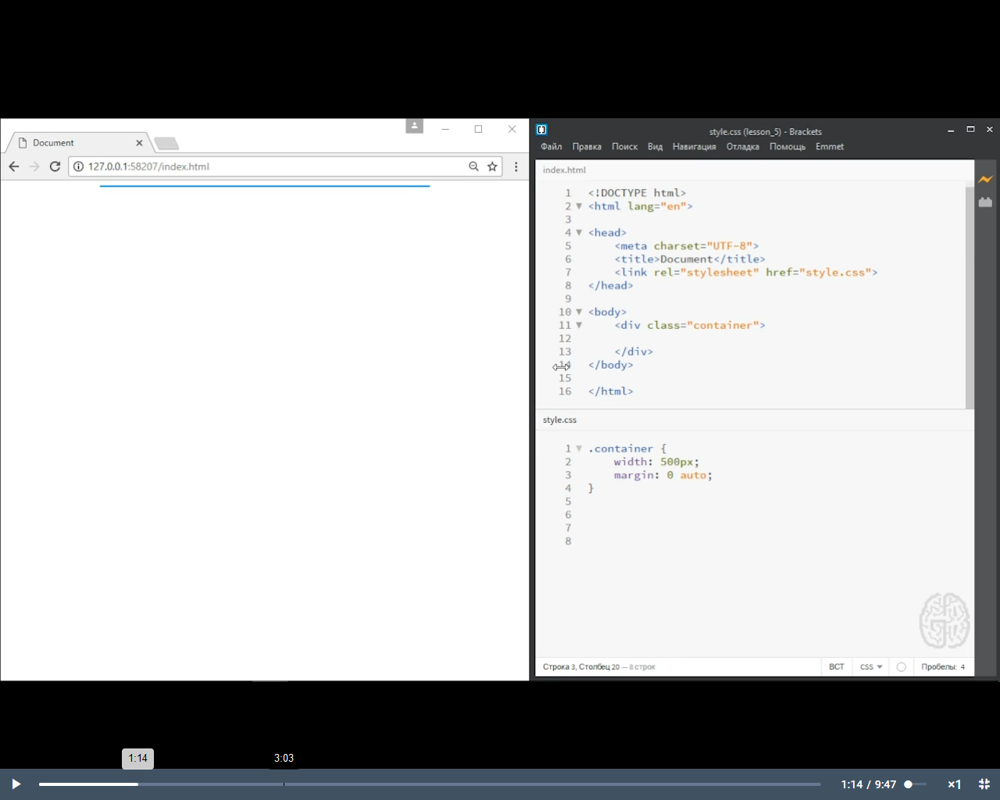 Document
127.0.0.1:58207/index.html
style.css (lesson_5) - Brackets
Файл Правка Поиск Вид Навигация Отладка Помощь Emmet
index.html
1 <!DOCTYPE html>
2 <html lang="en">
3
4 <head>
5 <meta charset="UTF-8">
6 <title>Document</title>
7 <link rel="stylesheet" href="style.css">
8 </head>
9
10 <body>
11 <div class="container">
12
13 </div>
14 </body>
15
16 </html>
style.css
1 .container {
2 width: 500px;
3 margin: 0 auto;
4 }
5
6
7
8
Строка 3, Столбец 20 — 8 строк
ВСТ CSS Пробелы: 4
1:14
3:03
1:14 / 9:47
×1